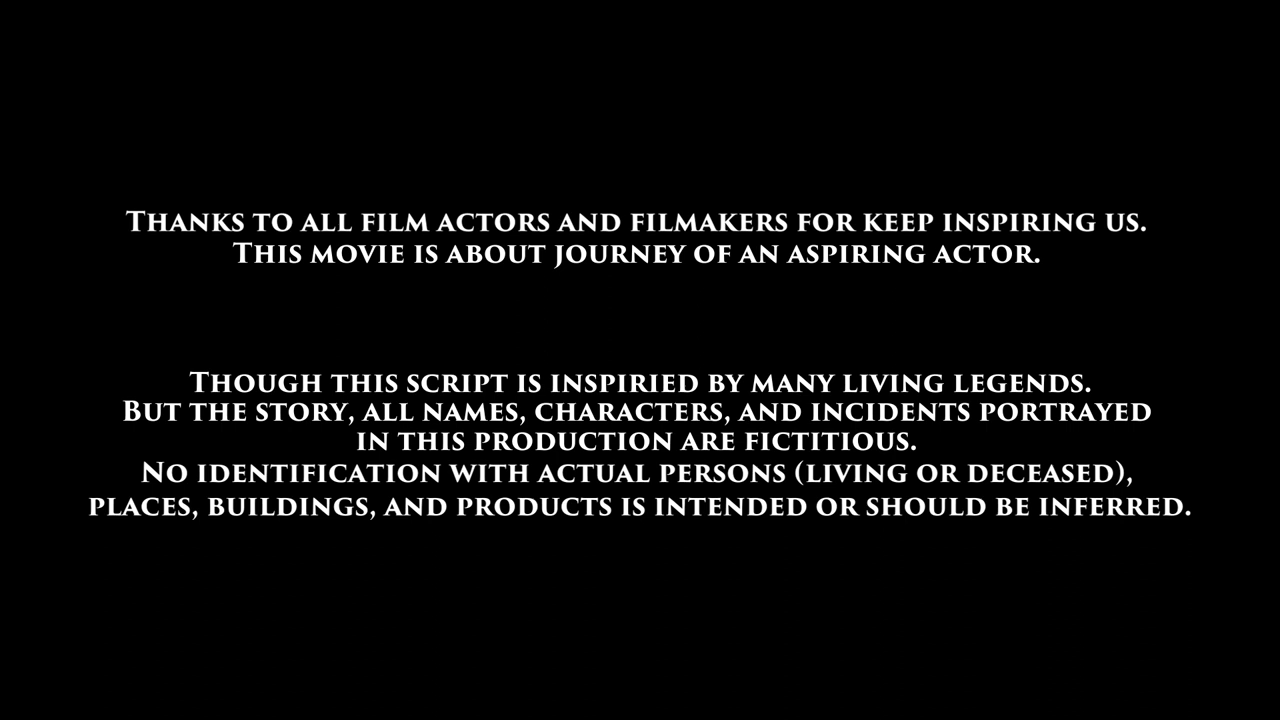 Thanks to all film actors and filmakers for keep inspiring us.
This movie is about journey of an aspiring actor.
Though this script is inspiried by many living legends.
But the story, all names, characters, and incidents portrayed
in this production are fictitious.
No identification with actual persons (living or deceased),
places, buildings, and products is intended or should be inferred.